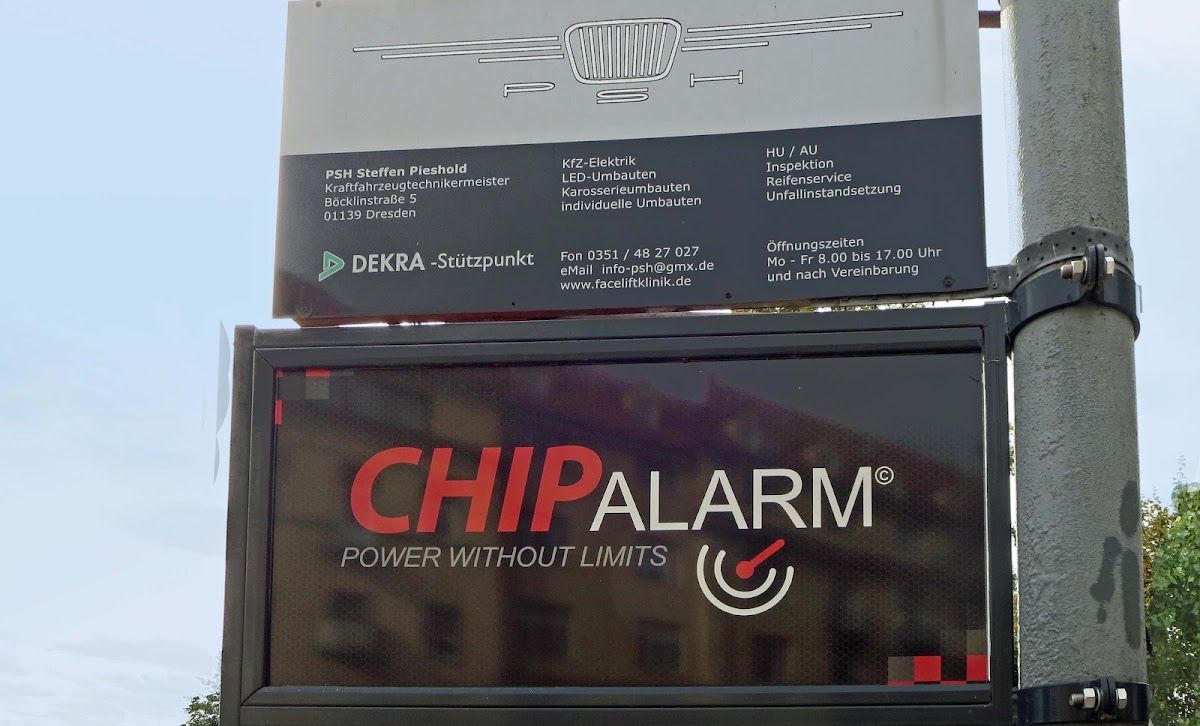 PSH
PSH Steffen Pieshold
Kraftfahrzeugtechnikermeister
Böcklinstraße 5
01139 Dresden
DEKRA -Stützpunkt
KfZ-Elektrik
LED-Umbauten
Karosserieumbauten
individuelle Umbauten
Fon 0351 / 48 27 027
eMail info-psh@gmx.de
www.faceliftklinik.de
HU / AU
Inspektion
Reifenservice
Unfallinstandsetzung
Öffnungszeiten
Mo - Fr 8.00 bis 17.00 Uhr
und nach Vereinbarung
CHIPALARM©
POWER WITHOUT LIMITS